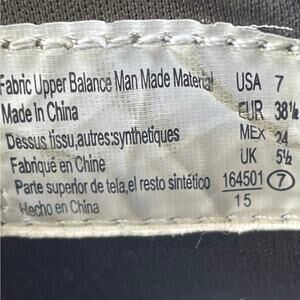 Fabric Upper Balance Man Made Material USA 7
Made In China EUR 38½
Dessus tissu,autres:synthetiques MEX 24
Fabriqué en Chine UK 5½
Parte superior de tela,el resto sintético 164501 7
Hecho en China 15